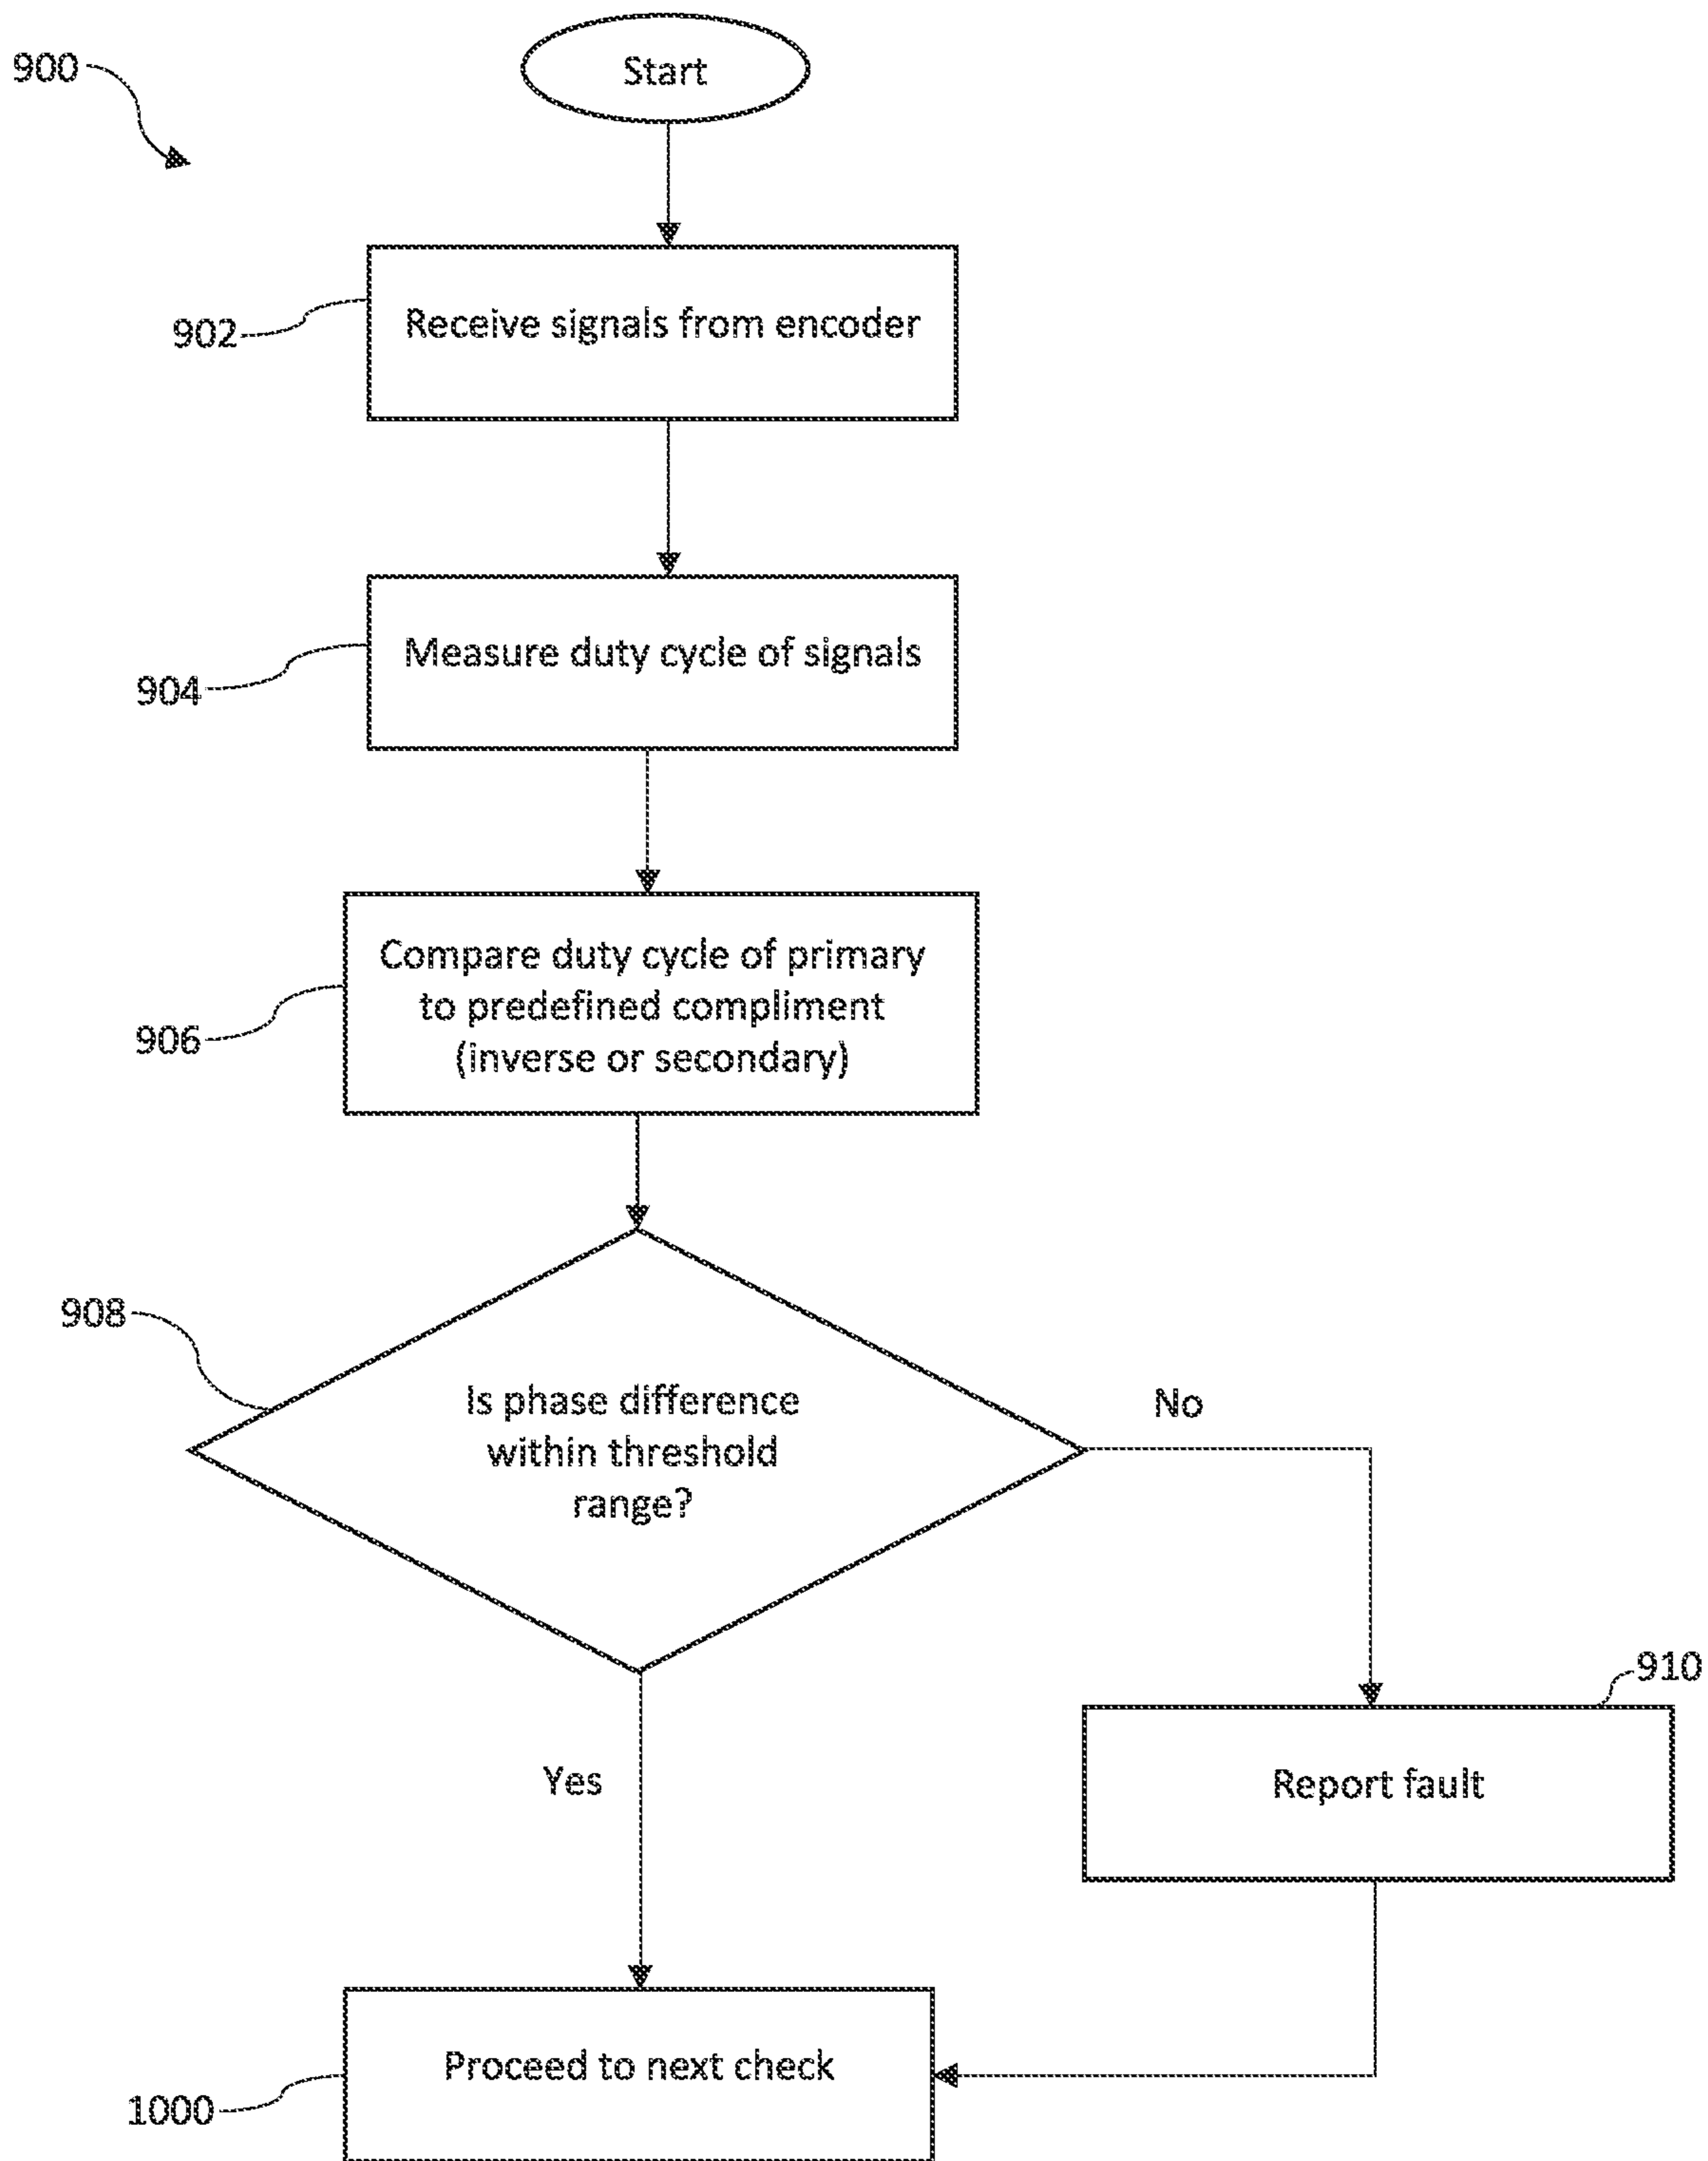 900
Start
902
Receive signals from encoder
904
Measure duty cycle of signals
906
Compare duty cycle of primary
to predefined compliment
(inverse or secondary)
908
Is phase difference
within threshold
range?
No
910
Yes
Report fault
1000
Proceed to next check